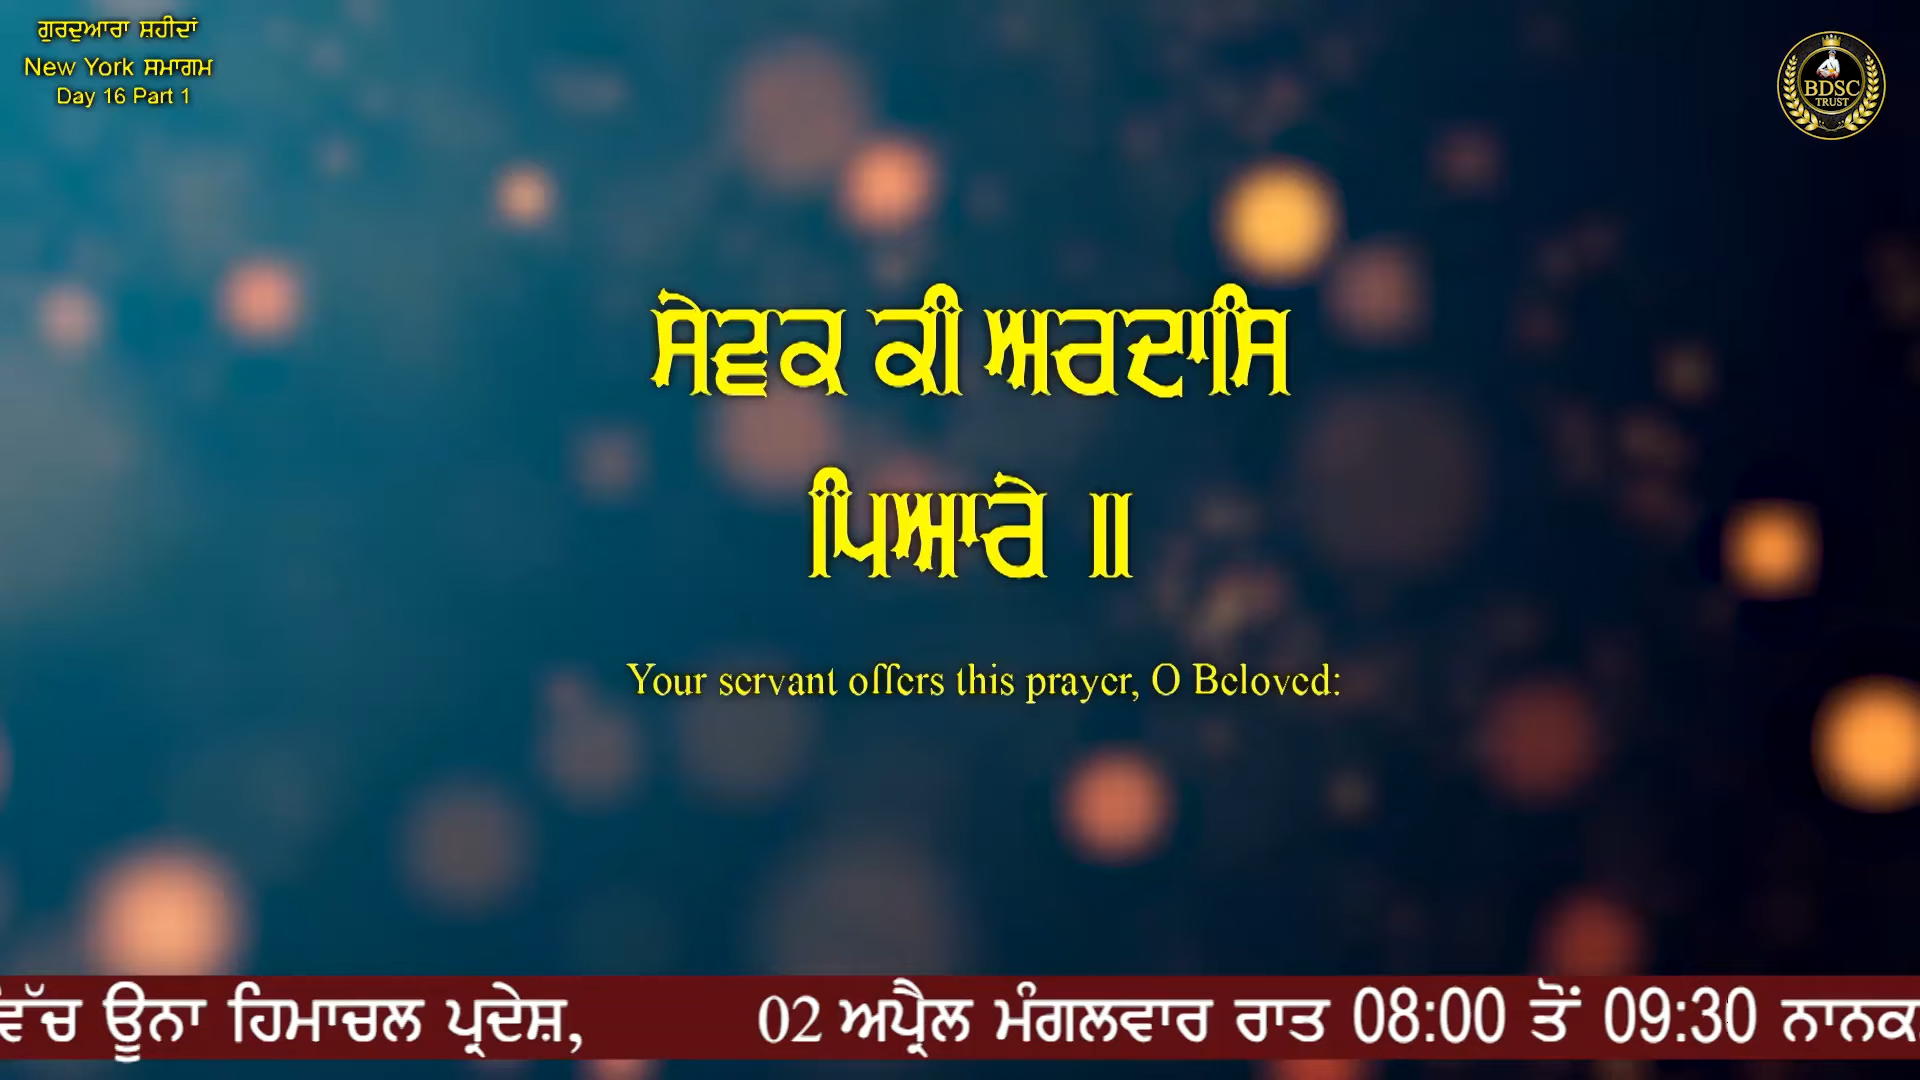 ਗੁਰਦੁਆਰਾ ਸ਼ਹੀਦਾਂ
New York ਸਮਾਗਮ
Day 16 Part 1
BDSC
TRUST
ਸੇਵਕ ਕੀ ਅਰਦਾਸਿ
ਪਿਆਰੇ ॥
Your servant offers this prayer, O Beloved:
ਵਿੱਚ ਊਨਾ ਹਿਮਾਚਲ ਪ੍ਰਦੇਸ਼, 02 ਅਪ੍ਰੈਲ ਮੰਗਲਵਾਰ ਰਾਤ 08:00 ਤੋਂ 09:30 ਨਾਨਕ